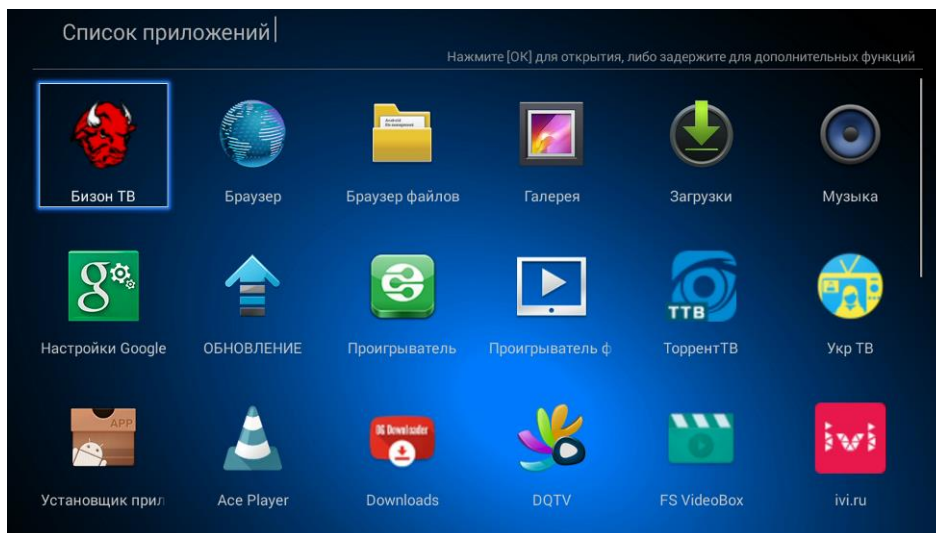 Список приложений
Нажмите [OK] для открытия, либо задержите для дополнительных функций
Бизон ТВ
Браузер
Браузер файлов
Галерея
Загрузки
Музыка
Настройки Google
ОБНОВЛЕНИЕ
Проигрыватель
Проигрыватель ф
ТоррентТВ
Укр ТВ
Установщик прил
Ace Player
Downloads
DQTV
FS VideoBox
ivi.ru
g
ТТВ
APP
OG Downloader
ivi